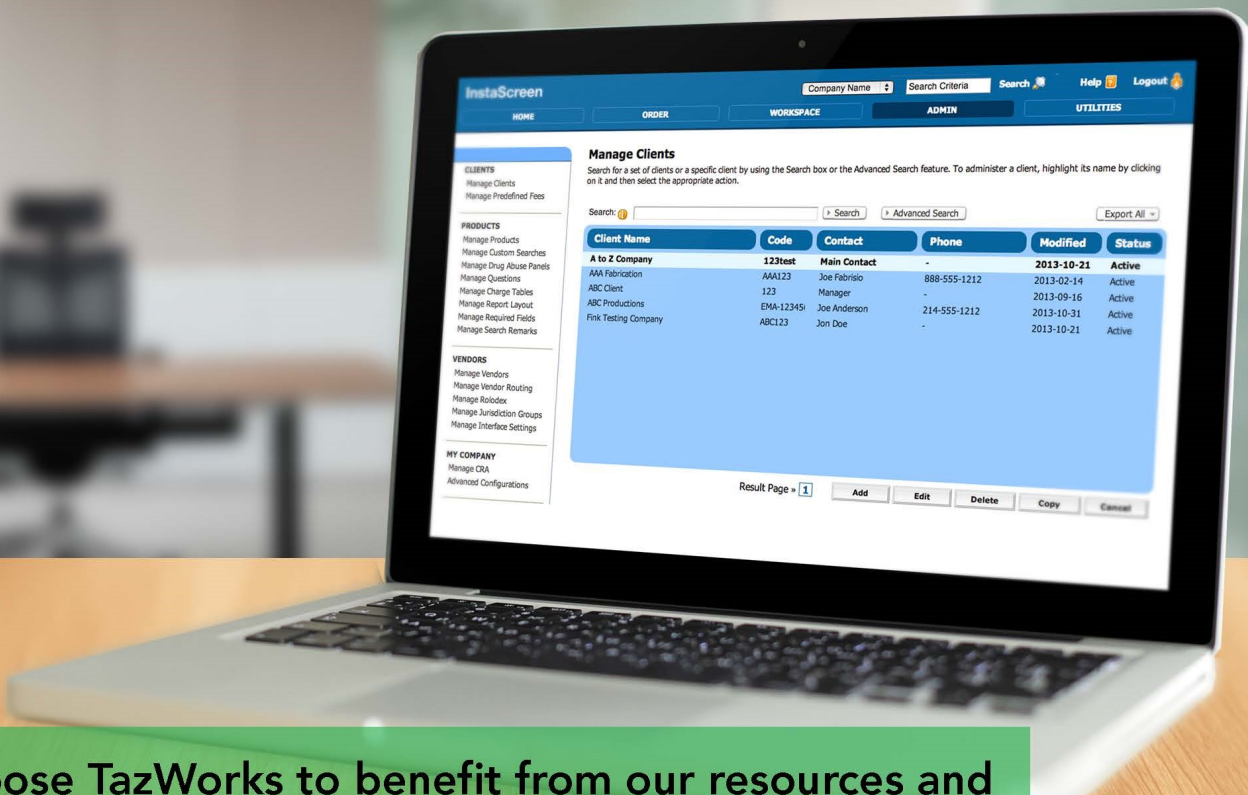 InstaScreen
Company Name
Search Criteria
Search
Help
Logout
HOME
ORDER
WORKSPACE
ADMIN
UTILITIES
CLIENTS
Manage Clients
Manage Predefined Fees
PRODUCTS
Manage Products
Manage Custom Searches
Manage Drug Abuse Panels
Manage Questions
Manage Charge Tables
Manage Report Layout
Manage Required Fields
Manage Search Remarks
VENDORS
Manage Vendors
Manage Vendor Routing
Manage Rolodex
Manage Jurisdiction Groups
Manage Interface Settings
MY COMPANY
Manage CRA
Advanced Configurations
Manage Clients
Search for a set of clients or a specific client by using the Search box or the Advanced Search feature. To administer a client, highlight its name by clicking
on it and then select the appropriate action.
Search:
Search
Advanced Search
Export All
Client Name Code Contact Phone Modified Status
A to Z Company 123test Main Contact - 2013-10-21 Active
AAA Fabrication AAA123 Joe Fabrisio 888-555-1212 2013-02-14 Active
ABC Client 123 Manager - 2013-09-16 Active
ABC Productions EMA-12345 Joe Anderson 214-555-1212 2013-10-31 Active
Fink Testing Company ABC123 Jon Doe - 2013-10-21 Active
Result Page » 1
Add
Edit
Delete
Copy
Cancel
TazWorks to benefit from our resources and